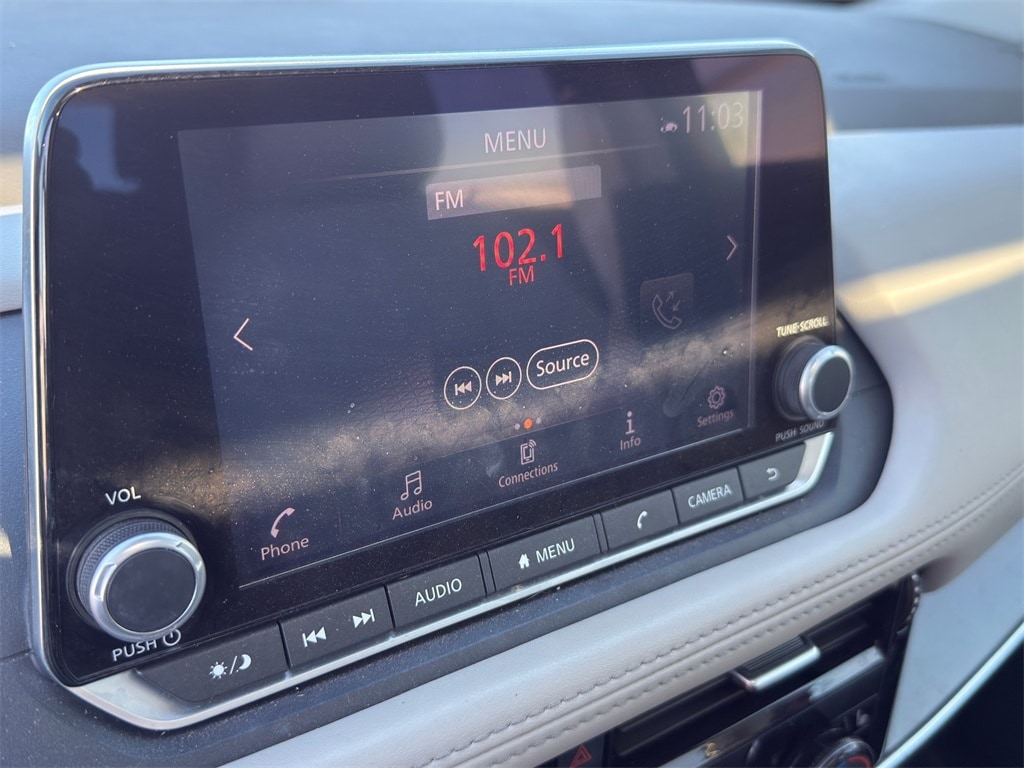 MENU
11:03
FM
102.1
FM
Source
Phone
Audio
Connections
Info
Settings
VOL
PUSH
TUNE·SCROLL
PUSH SOUND
AUDIO
MENU
CAMERA